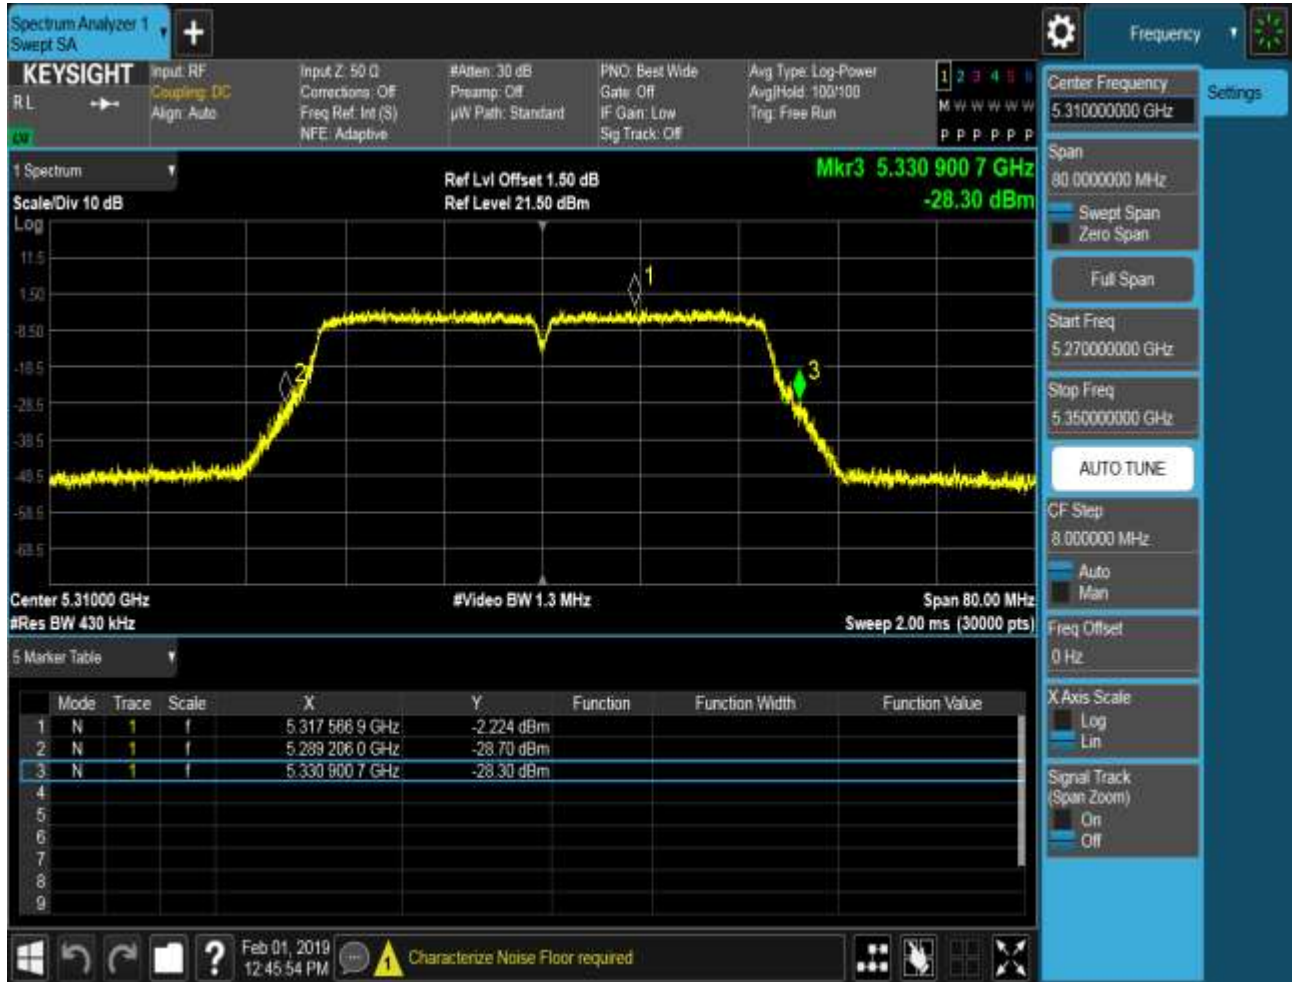 Spectrum Analyzer 1
Swept SA
Frequency
KEYSIGHT
R L
Input: RF
Coupling: DC
Align: Auto
Input Z: 50 Ω
Corrections: Off
Freq Ref: Int (S)
NFE: Adaptive
#Atten: 30 dB
Preamp: Off
µW Path: Standard
PNO: Best Wide
Gate: Off
IF Gain: Low
Sig Track: Off
Avg Type: Log-Power
Avg|Hold: 100/100
Trig: Free Run
1 2 3 4 5 6
M W W W W W
P P P P P P
1 Spectrum
Scale/Div 10 dB
Ref Lvl Offset 1.50 dB
Ref Level 21.50 dBm
Mkr3 5.330 900 7 GHz
-28.30 dBm
Log
11.5
1.50
-8.50
-18.5
-28.5
-38.5
-48.5
-58.5
-68.5
1
2
3
Center 5.31000 GHz
#Res BW 430 kHz
#Video BW 1.3 MHz
Span 80.00 MHz
Sweep 2.00 ms (30000 pts)
5 Marker Table
Mode Trace Scale X Y Function Function Width Function Value
1 N 1 f 5.317 566 9 GHz -2.224 dBm
2 N 1 f 5.289 206 0 GHz -28.70 dBm
3 N 1 f 5.330 900 7 GHz -28.30 dBm
4
5
6
7
8
9
Center Frequency
5.310000000 GHz
Settings
Span
80.0000000 MHz
Swept Span
Zero Span
Full Span
Start Freq
5.270000000 GHz
Stop Freq
5.350000000 GHz
AUTO TUNE
CF Step
8.000000 MHz
Auto
Man
Freq Offset
0 Hz
X Axis Scale
Log
Lin
Signal Track
(Span Zoom)
On
Off
?
Feb 01, 2019
12:45:54 PM
1
Characterize Noise Floor required